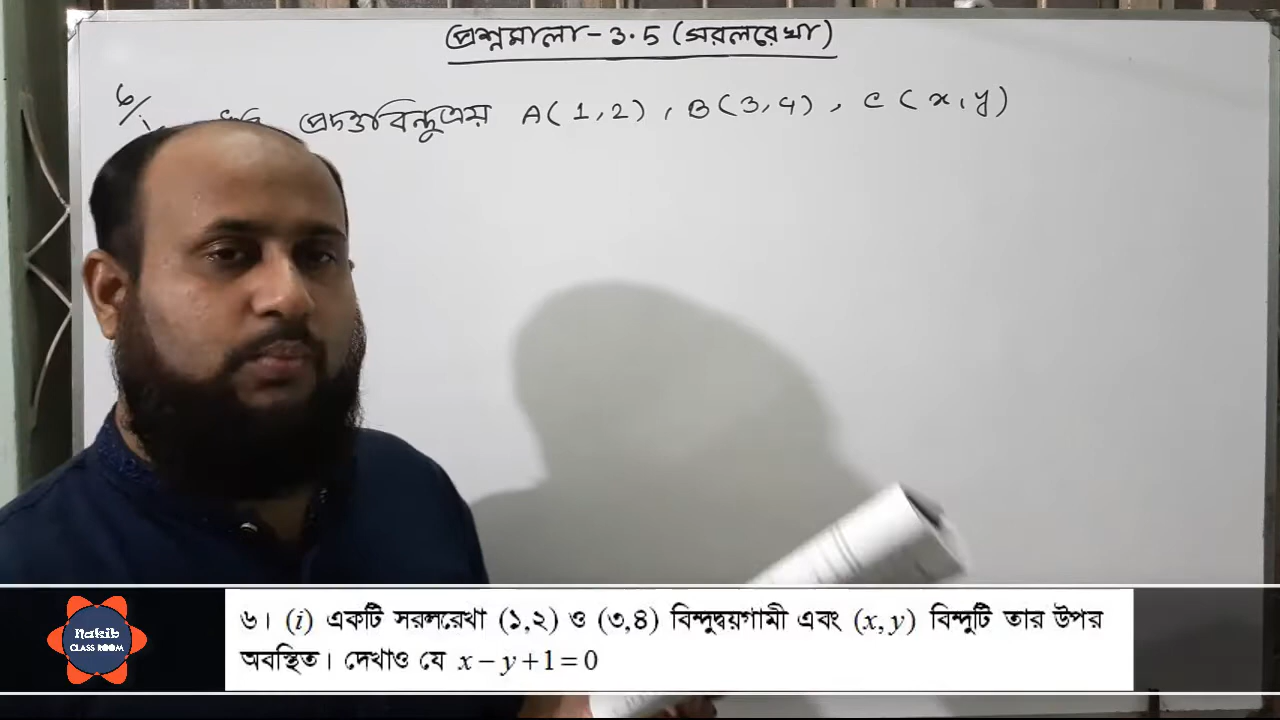 প্রশ্নমালা-3.5 (সরলরেখা)
৬/i. প্রদত্তবিন্দুত্রয় A(1,2), B(3,4), C(x,y)
৬। (i) একটি সরলরেখা (১,২) ও (৩,৪) বিন্দুদ্বয়গামী এবং (x, y) বিন্দুটি তার উপর
অবস্থিত। দেখাও যে x − y + 1 = 0
Nakib
CLASS ROOM